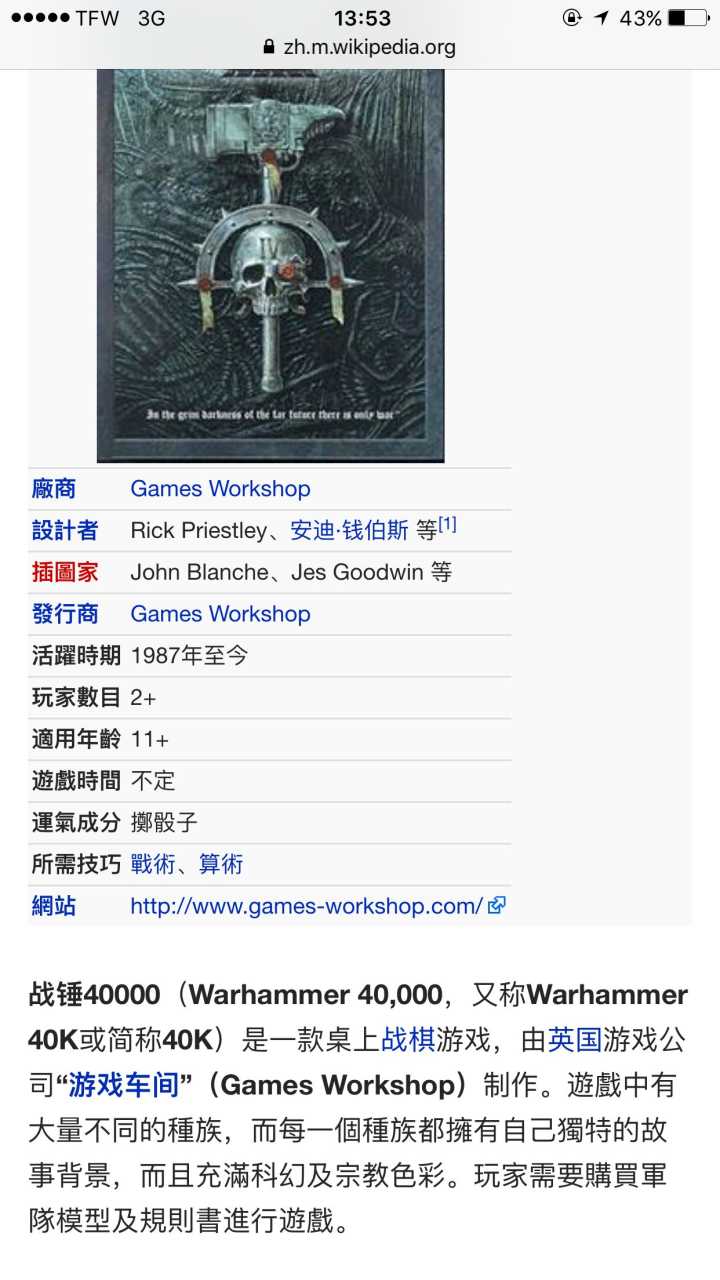 TFW 3G 13:53 43%
zh.m.wikipedia.org
IV
In the grim darkness of the far future there is only war
廠商 Games Workshop
設計者 Rick Priestley、安迪·钱伯斯 等[1]
插圖家 John Blanche、Jes Goodwin 等
發行商 Games Workshop
活躍時期 1987年至今
玩家數目 2+
適用年齡 11+
遊戲時間 不定
運氣成分 擲骰子
所需技巧 戰術、算術
網站 http://www.games-workshop.com/
战锤40000（Warhammer 40,000，又称Warhammer
40K或简称40K）是一款桌上战棋游戏，由英国游戏公
司“游戏车间”（Games Workshop）制作。遊戲中有
大量不同的種族，而每一個種族都擁有自己獨特的故
事背景，而且充滿科幻及宗教色彩。玩家需要購買軍
隊模型及規則書進行遊戲。